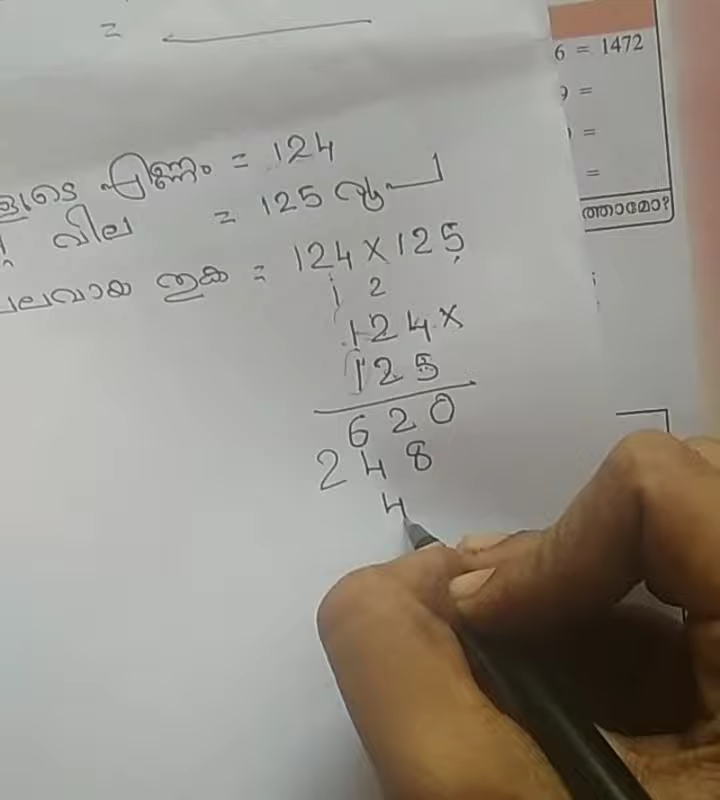 =
6 = 1472
=
=
=
ത്താമോ?
ളുടെ എണ്ണം = 124
വില = 125 രൂപ
ലവായ തുക = 124 X 125
1 2
124 X
125
620
248
4